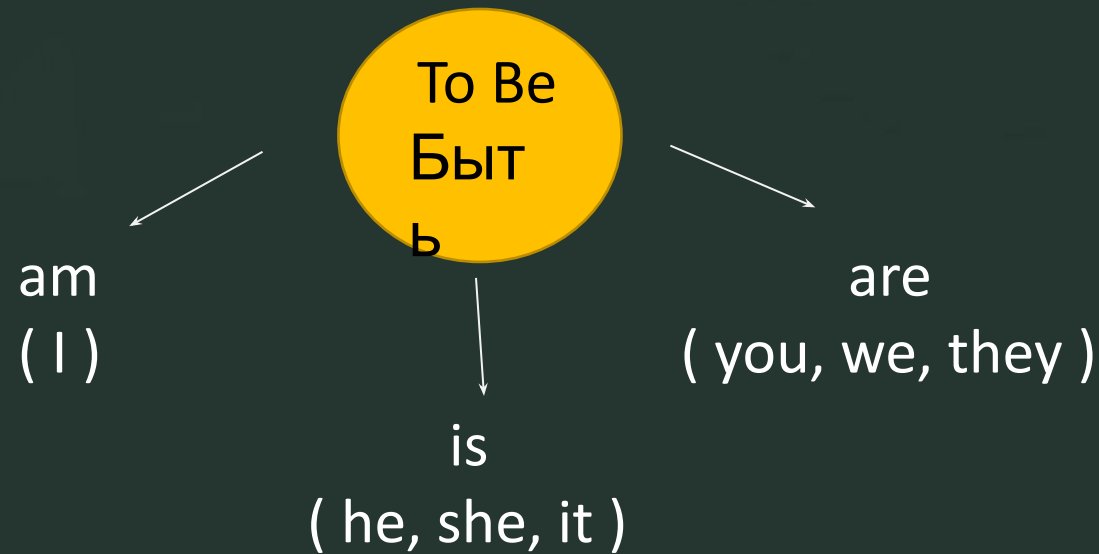 To Be
Быт
ь
am
( I )
are
( you, we, they )
is
( he, she, it )